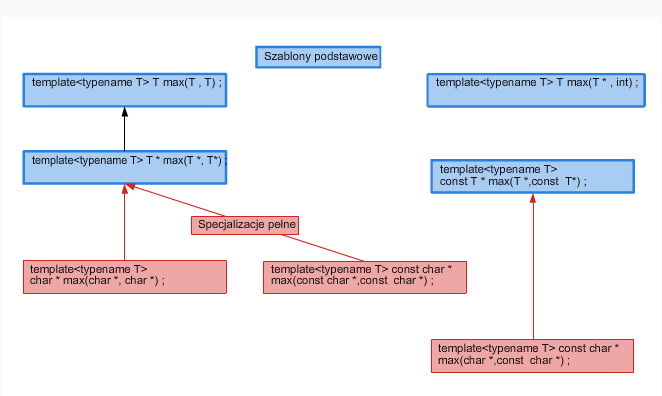 Szablony podstawowe
template<typename T> T max(T , T) ;
template<typename T> T max(T * , int) ;
template<typename T> T * max(T *, T*) ;
template<typename T>
const T * max(T *,const T*) ;
Specjalizacje pełne
template<typename T>
char * max(char *, char *) ;
template<typename T> const char *
max(const char *,const char *) ;
template<typename T> const char *
max(char *,const char *) ;